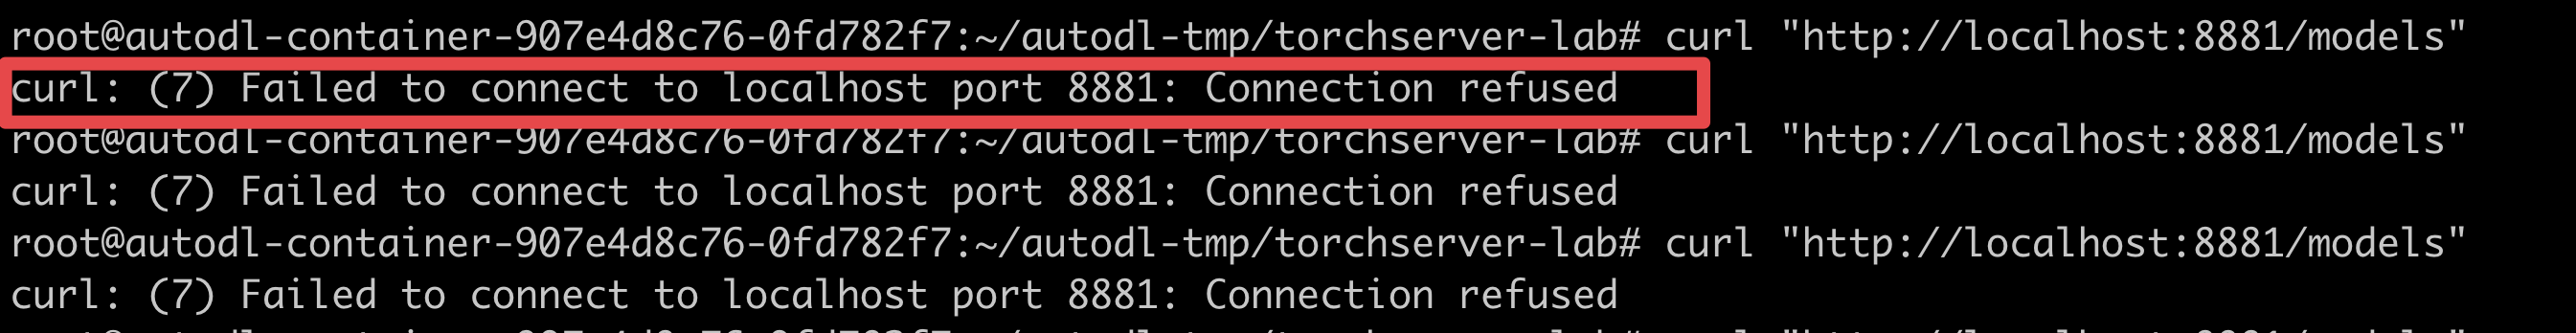 root@autodl-container-907e4d8c76-0fd782f7:~/autodl-tmp/torchserver-lab# curl "http://localhost:8881/models"
curl: (7) Failed to connect to localhost port 8881: Connection refused
root@autodl-container-907e4d8c76-0fd782f7:~/autodl-tmp/torchserver-lab# curl "http://localhost:8881/models"
curl: (7) Failed to connect to localhost port 8881: Connection refused
root@autodl-container-907e4d8c76-0fd782f7:~/autodl-tmp/torchserver-lab# curl "http://localhost:8881/models"
curl: (7) Failed to connect to localhost port 8881: Connection refused